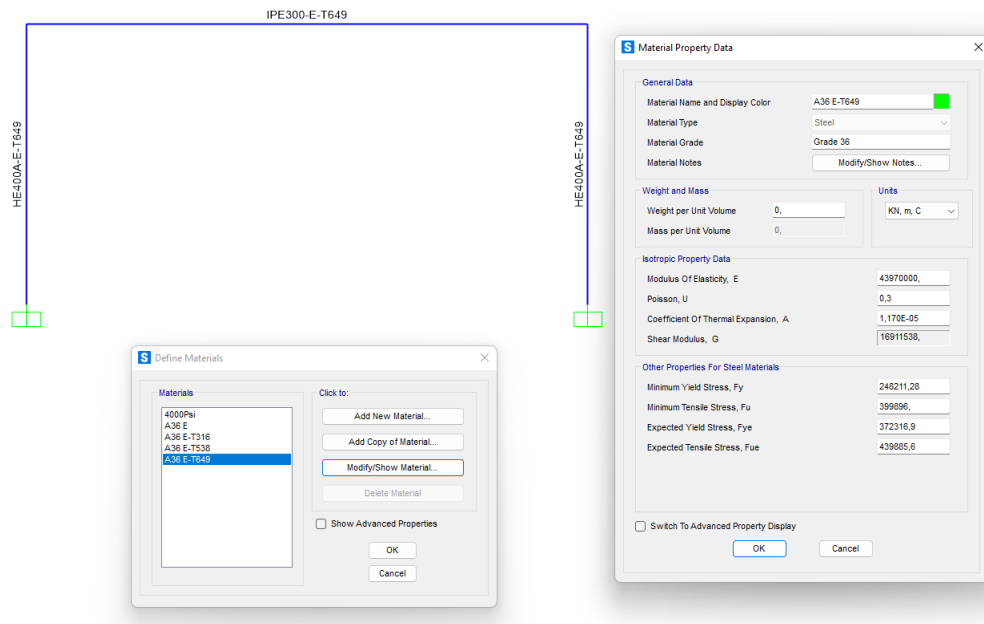 IPE300-E-T649
HE400A-E-T649
HE400A-E-T649
S Define Materials
Materials
4000Psi
A36 E
A36 E-T316
A36 E-T538
A36 E-T649
Click to:
Add New Material...
Add Copy of Material...
Modify/Show Material...
Delete Material
Show Advanced Properties
OK
Cancel
S Material Property Data
General Data
Material Name and Display Color A36 E-T649
Material Type Steel
Material Grade Grade 36
Material Notes Modify/Show Notes...
Weight and Mass
Weight per Unit Volume 0,
Mass per Unit Volume 0,
Units
KN, m, C
Isotropic Property Data
Modulus Of Elasticity, E 43970000,
Poisson, U 0,3
Coefficient Of Thermal Expansion, A 1,170E-05
Shear Modulus, G 16911538,
Other Properties For Steel Materials
Minimum Yield Stress, Fy 248211,28
Minimum Tensile Stress, Fu 399896,
Expected Yield Stress, Fye 372316,9
Expected Tensile Stress, Fue 439885,6
Switch To Advanced Property Display
OK Cancel